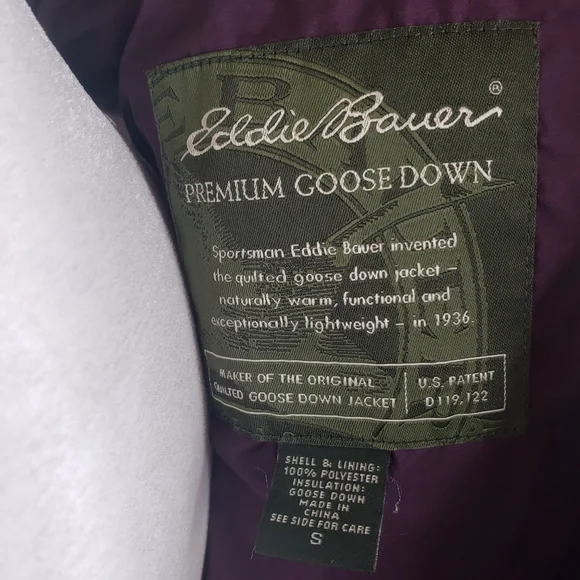 Eddie Bauer®
PREMIUM GOOSE DOWN
Sportsman Eddie Bauer invented
the quilted goose down jacket –
naturally warm, functional and
exceptionally lightweight – in 1936.
MAKER OF THE ORIGINAL
QUILTED GOOSE DOWN JACKET
U.S. PATENT
D119,122
SHELL & LINING:
100% POLYESTER
INSULATION:
GOOSE DOWN
MADE IN
CHINA
SEE SIDE FOR CARE
S